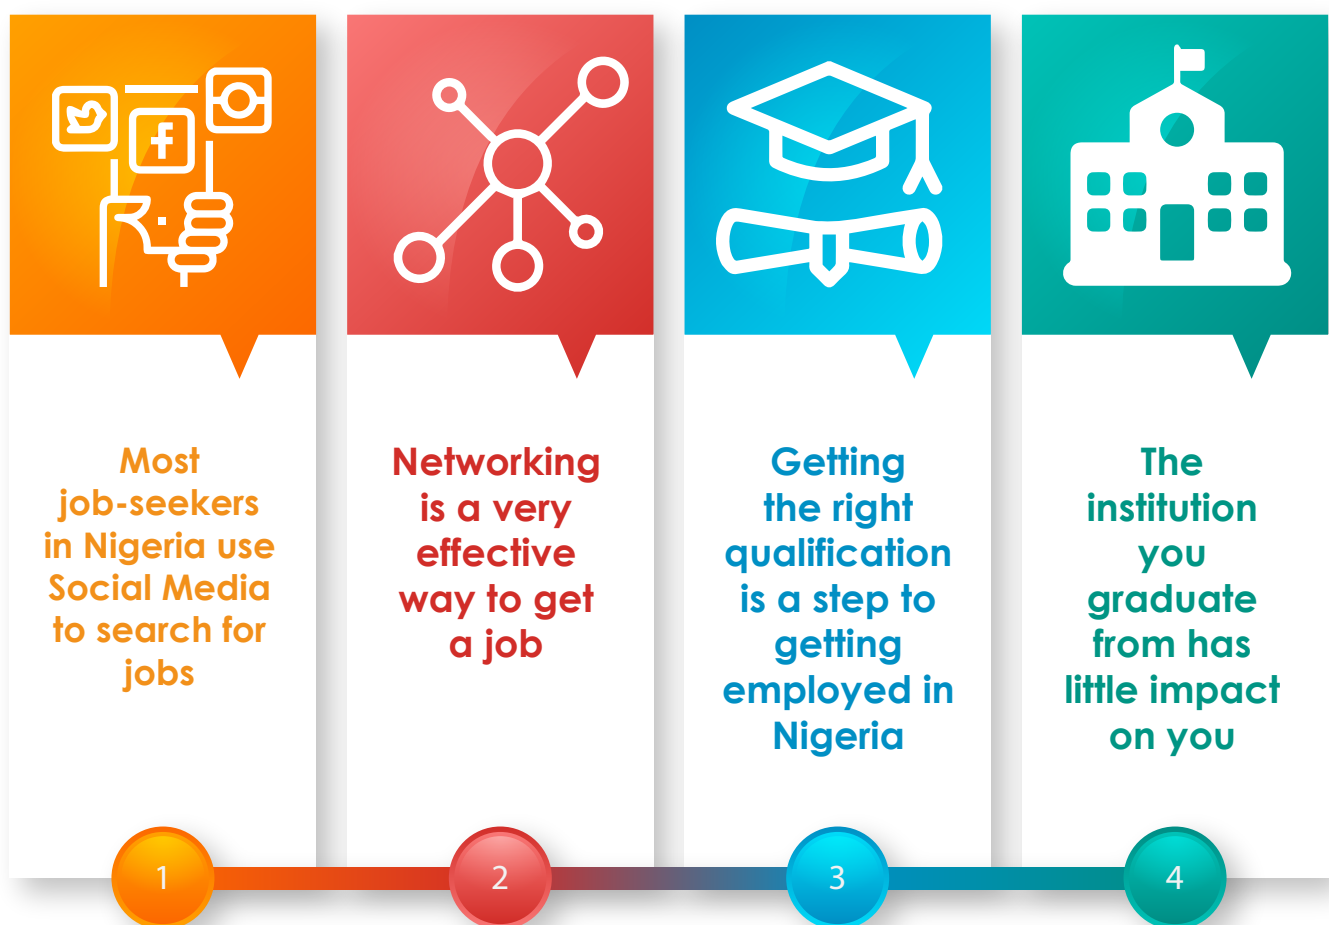 Most
job-seekers
in Nigeria use
Social Media
to search for
jobs
Networking
is a very
effective
way to get
a job
Getting
the right
qualification
is a step to
getting
employed in
Nigeria
The
institution
you
graduate
from has
little impact
on you
1
2
3
4